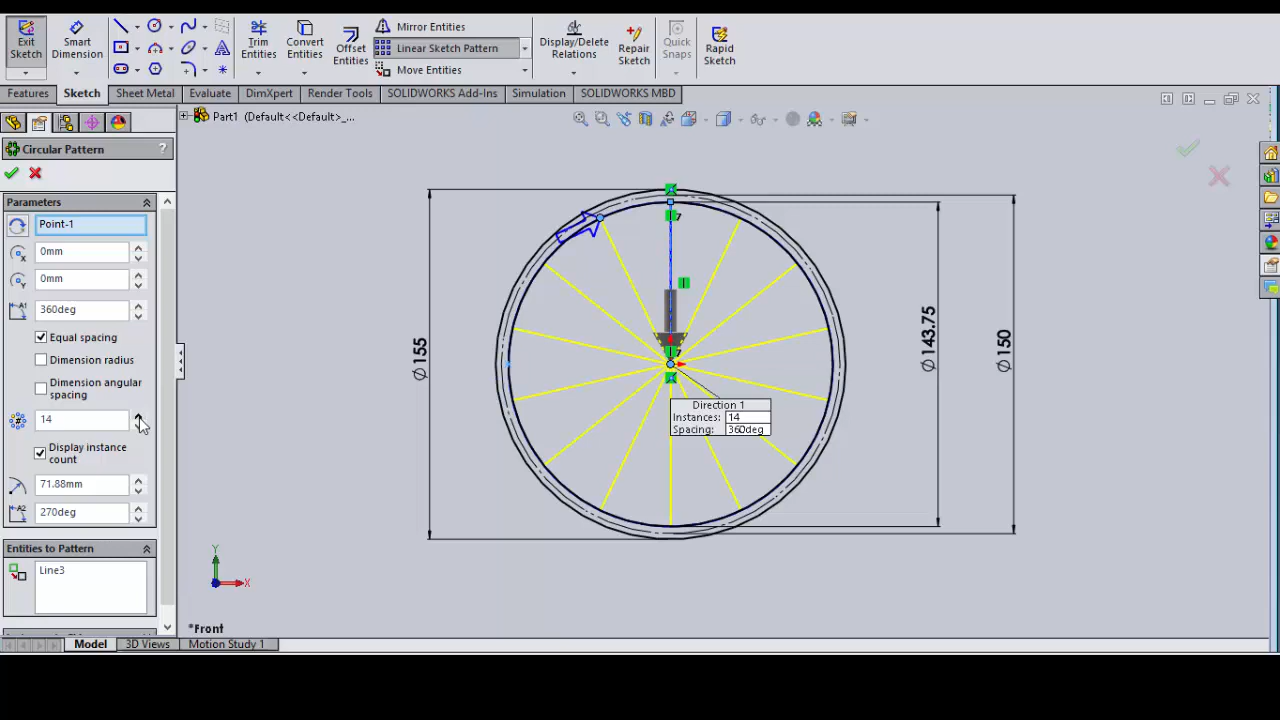 Exit Sketch
Smart Dimension
Trim Entities
Convert Entities
Offset Entities
Mirror Entities
Linear Sketch Pattern
Move Entities
Display/Delete Relations
Repair Sketch
Quick Snaps
Rapid Sketch
Features
Sketch
Sheet Metal
Evaluate
DimXpert
Render Tools
SOLIDWORKS Add-Ins
Simulation
SOLIDWORKS MBD
Part1 (Default<<Default>_...
Circular Pattern
?
Parameters
Point-1
0mm
0mm
360deg
Equal spacing
Dimension radius
Dimension angular
spacing
14
Display instance
count
71.88mm
270deg
Entities to Pattern
Line3
Ø155
Ø143.75
Ø150
Direction 1
Instances: 14
Spacing: 360deg
Y
X
*Front
Model
3D Views
Motion Study 1